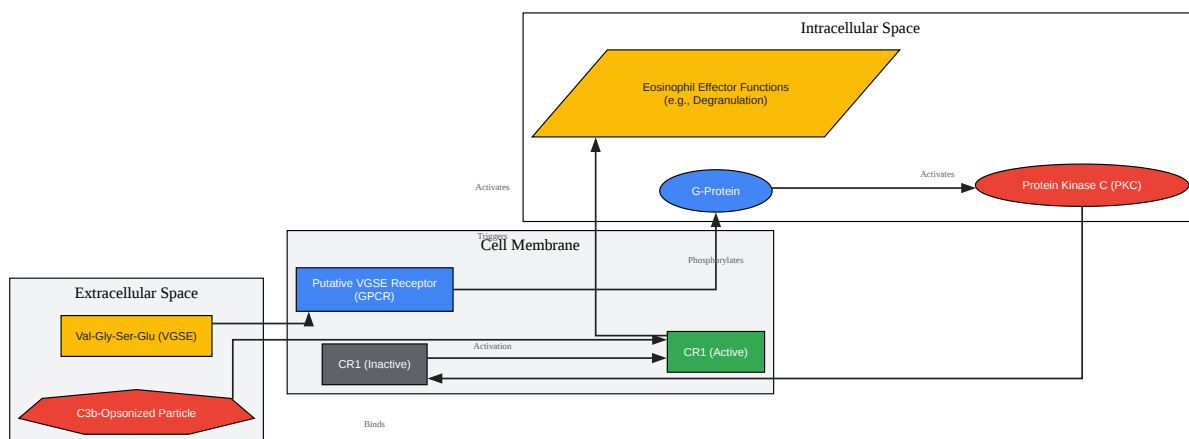 Intracellular Space
Eosinophil Effector Functions
(e.g., Degranulation)
Activates
G-Protein
Activates
Protein Kinase C (PKC)
Triggers
Cell Membrane
Phosphorylates
Putative VGSE Receptor
(GPCR)
Extracellular Space
Val-Gly-Ser-Glu (VGSE)
Activation
CR1 (Inactive)
CR1 (Active)
C3b-Opsonized Particle
Binds